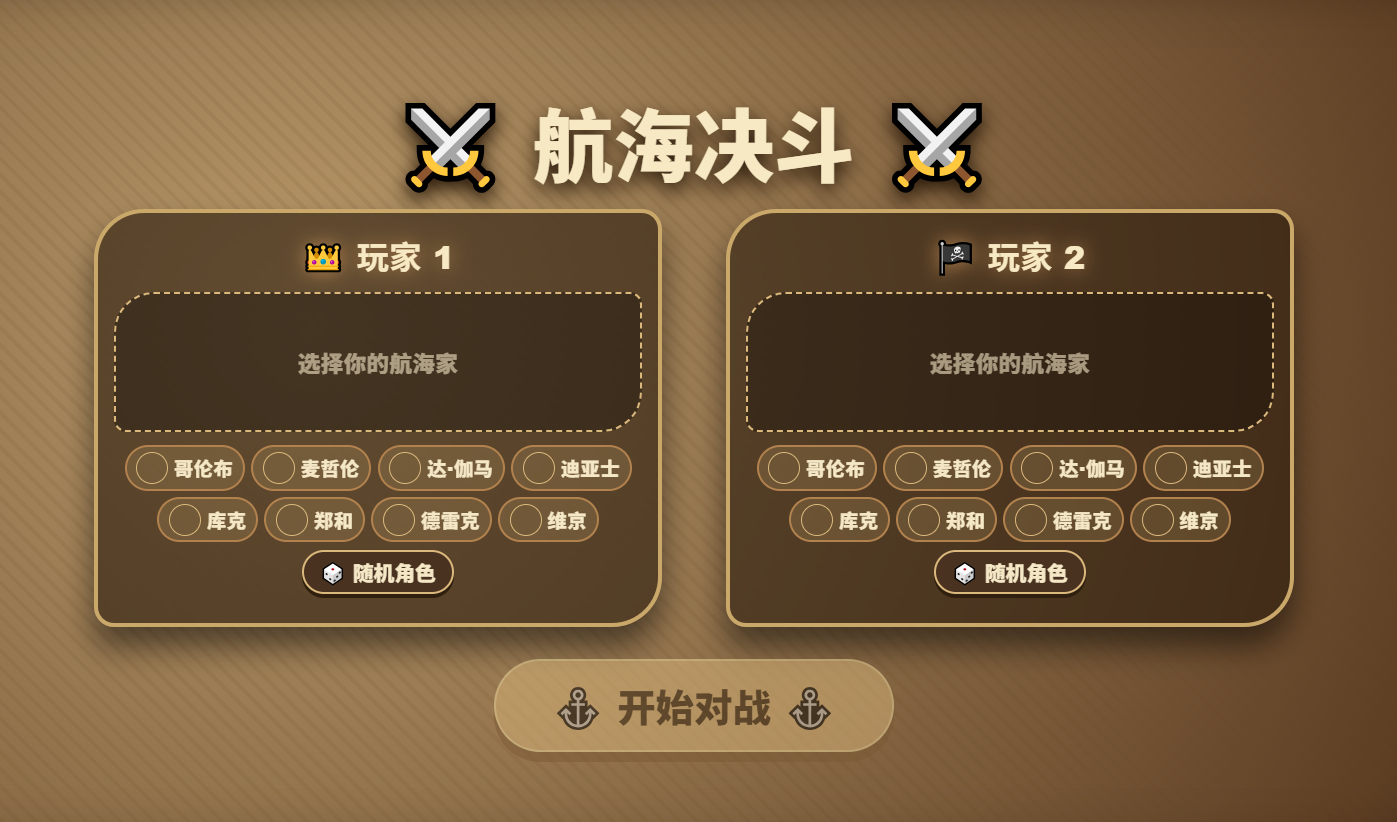 航海决斗
玩家 1
选择你的航海家
哥伦布 麦哲伦 达·伽马 迪亚士
库克 郑和 德雷克 维京
随机角色
玩家 2
选择你的航海家
哥伦布 麦哲伦 达·伽马 迪亚士
库克 郑和 德雷克 维京
随机角色
开始对战